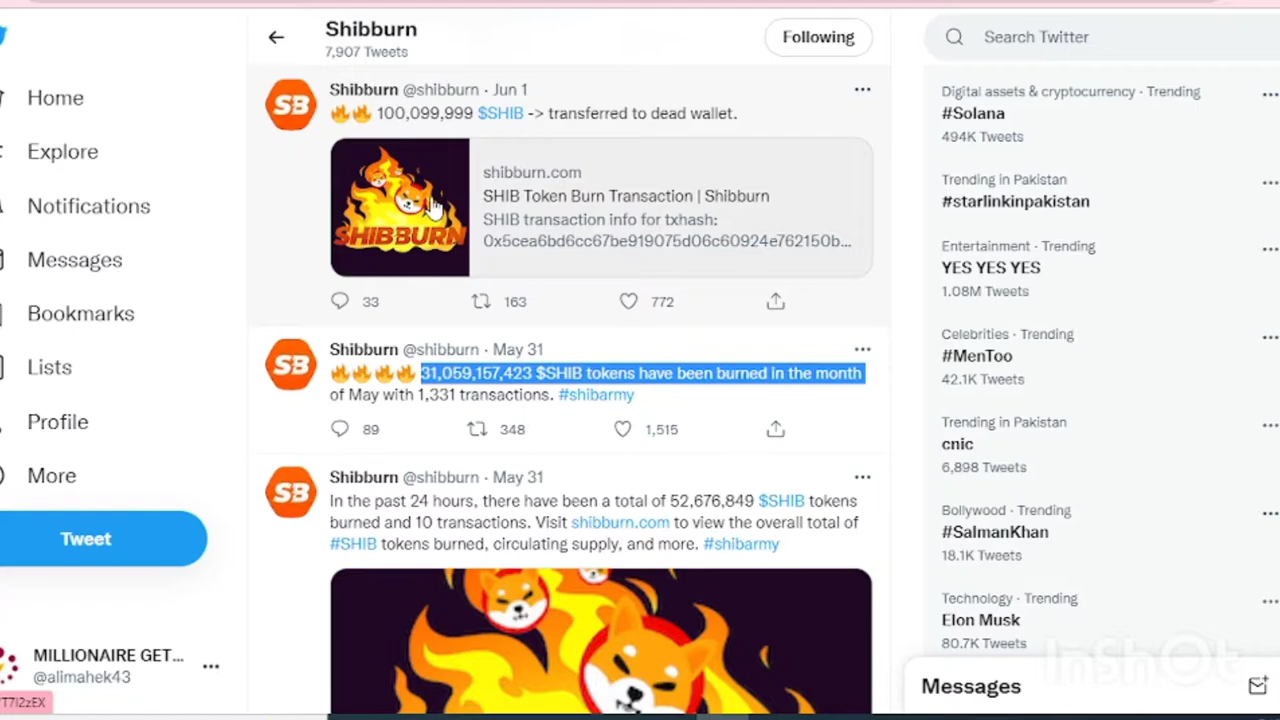 Shibburn
7,907 Tweets
Following
Search Twitter
Home
Explore
Notifications
Messages
Bookmarks
Lists
Profile
More
Tweet
MILLIONAIRE GET...
@alimahek43
T7i2zEX
SB
Shibburn @shibburn · Jun 1
🔥🔥 100,099,999 $SHIB -> transferred to dead wallet.
SHIBBURN
shibburn.com
SHIB Token Burn Transaction | Shibburn
SHIB transaction info for txhash:
0x5cea6bd6cc67be919075d06c60924e762150b...
33 163 772
SB
Shibburn @shibburn · May 31
🔥🔥🔥🔥 31,059,157,423 $SHIB tokens have been burned in the month
of May with 1,331 transactions. #shibarmy
89 348 1,515
SB
Shibburn @shibburn · May 31
In the past 24 hours, there have been a total of 52,676,849 $SHIB tokens
burned and 10 transactions. Visit shibburn.com to view the overall total of
#SHIB tokens burned, circulating supply, and more. #shibarmy
Digital assets & cryptocurrency · Trending
#Solana
494K Tweets
Trending in Pakistan
#starlinkinpakistan
Entertainment · Trending
YES YES YES
1.08M Tweets
Celebrities · Trending
#MenToo
42.1K Tweets
Trending in Pakistan
cnic
6,898 Tweets
Bollywood · Trending
#SalmanKhan
18.1K Tweets
Technology · Trending
Elon Musk
80.7K Tweets
InShOt
Messages